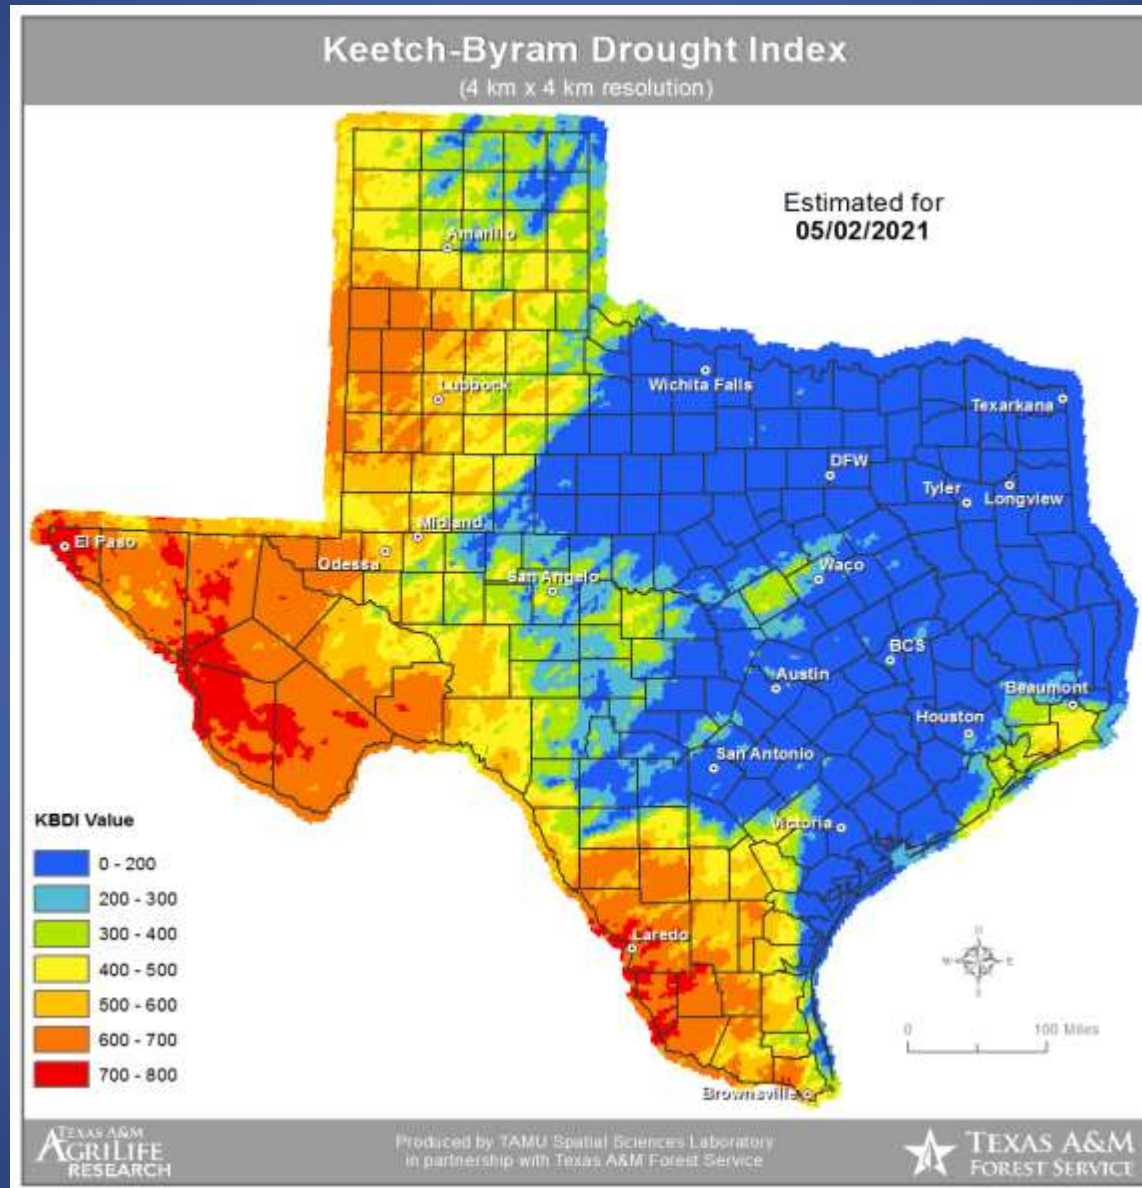 Keetch-Byram Drought Index
(4 km x 4 km resolution)
Estimated for
05/02/2021
Amarillo
Lubbock
Wichita Falls
Texarkana
DFW
Tyler
Longview
Midland
El Paso
Odessa
San Angelo
Waco
BCS
Austin
Beaumont
Houston
San Antonio
Victoria
Laredo
Brownsville
KBDI Value
0 - 200
200 - 300
300 - 400
400 - 500
500 - 600
600 - 700
700 - 800
N
W E
S
0 100 Miles
TEXAS A&M
AGRILIFE
RESEARCH
Produced by TAMU Spatial Sciences Laboratory
in partnership with Texas A&M Forest Service
TEXAS A&M
FOREST SERVICE